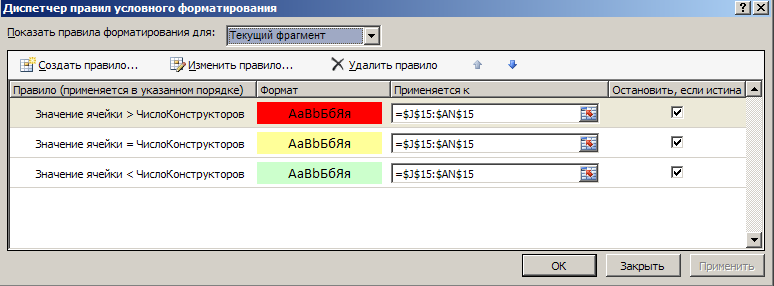 Диспетчер правил условного форматирования
Показать правила форматирования для: Текущий фрагмент
Создать правило... Изменить правило... Удалить правило
Правило (применяется в указанном порядке) Формат Применяется к Остановить, если истина
Значение ячейки > ЧислоКонструкторов АаВbБбЯя =$J$15:$AN$15
Значение ячейки = ЧислоКонструкторов АаВbБбЯя =$J$15:$AN$15
Значение ячейки < ЧислоКонструкторов АаВbБбЯя =$J$15:$AN$15
ОК Закрыть Применить